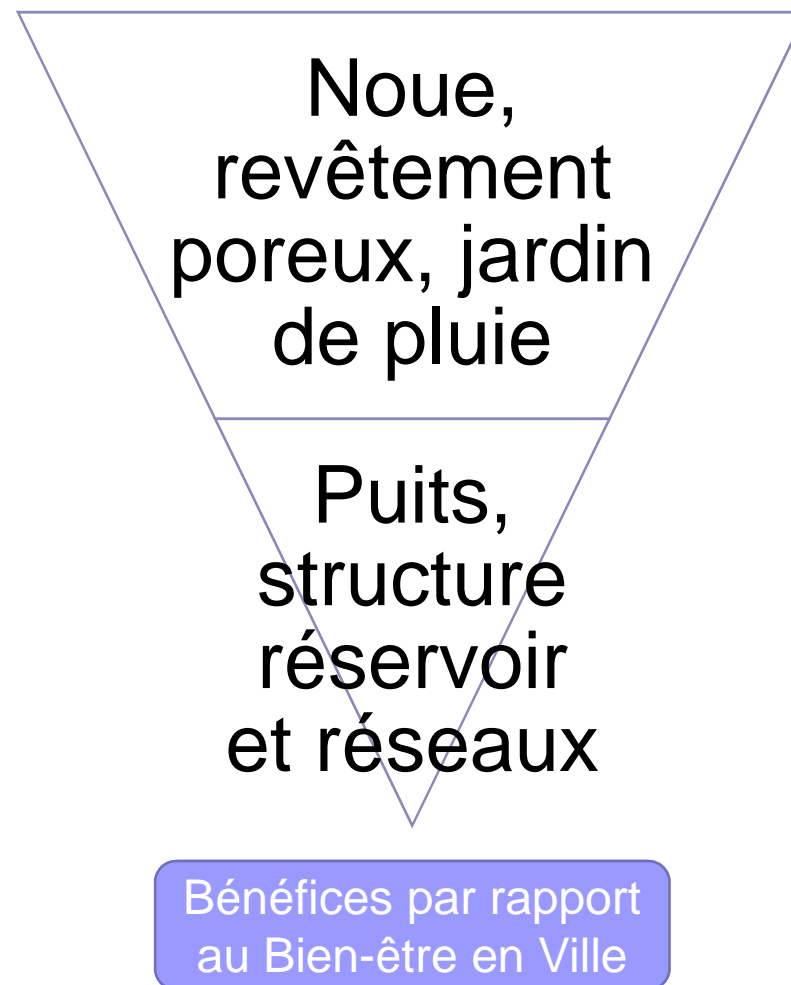 Noue,
revêtement
poreux, jardin
de pluie
Puits,
structure
réservoir
et réseaux
Bénéfices par rapport
au Bien-être en Ville